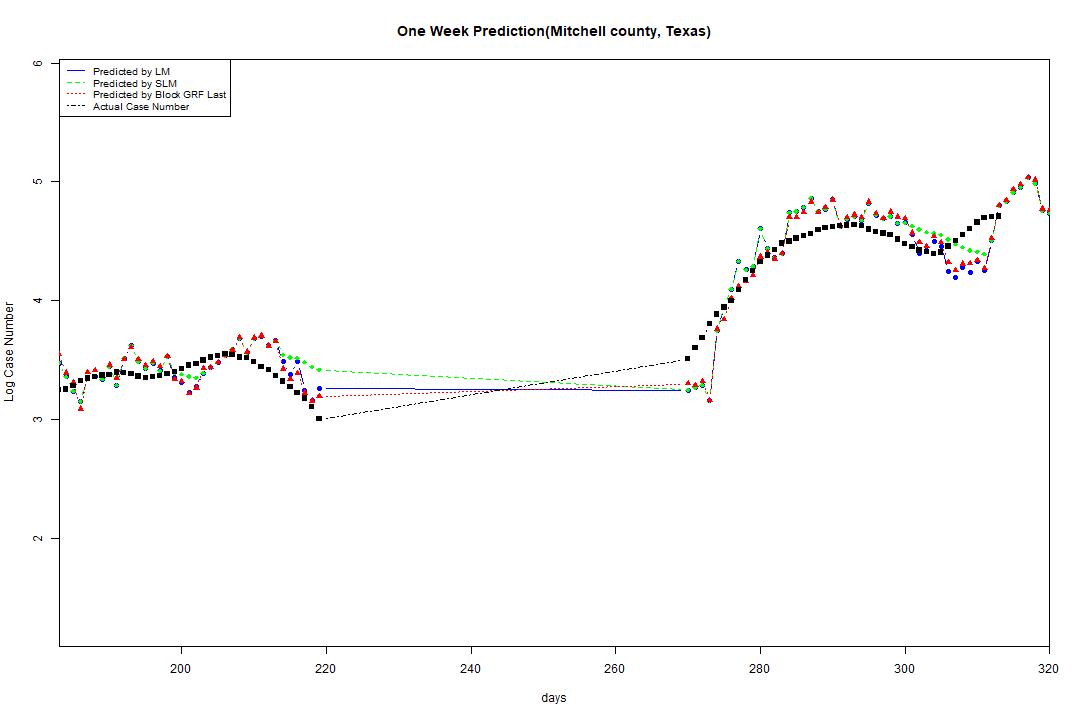 One Week Prediction(Mitchell county, Texas)
Predicted by LM
Predicted by SLM
Predicted by Block GRF Last
Actual Case Number
6
5
4
3
2
Log Case Number
200 220 240 260 280 300 320
days